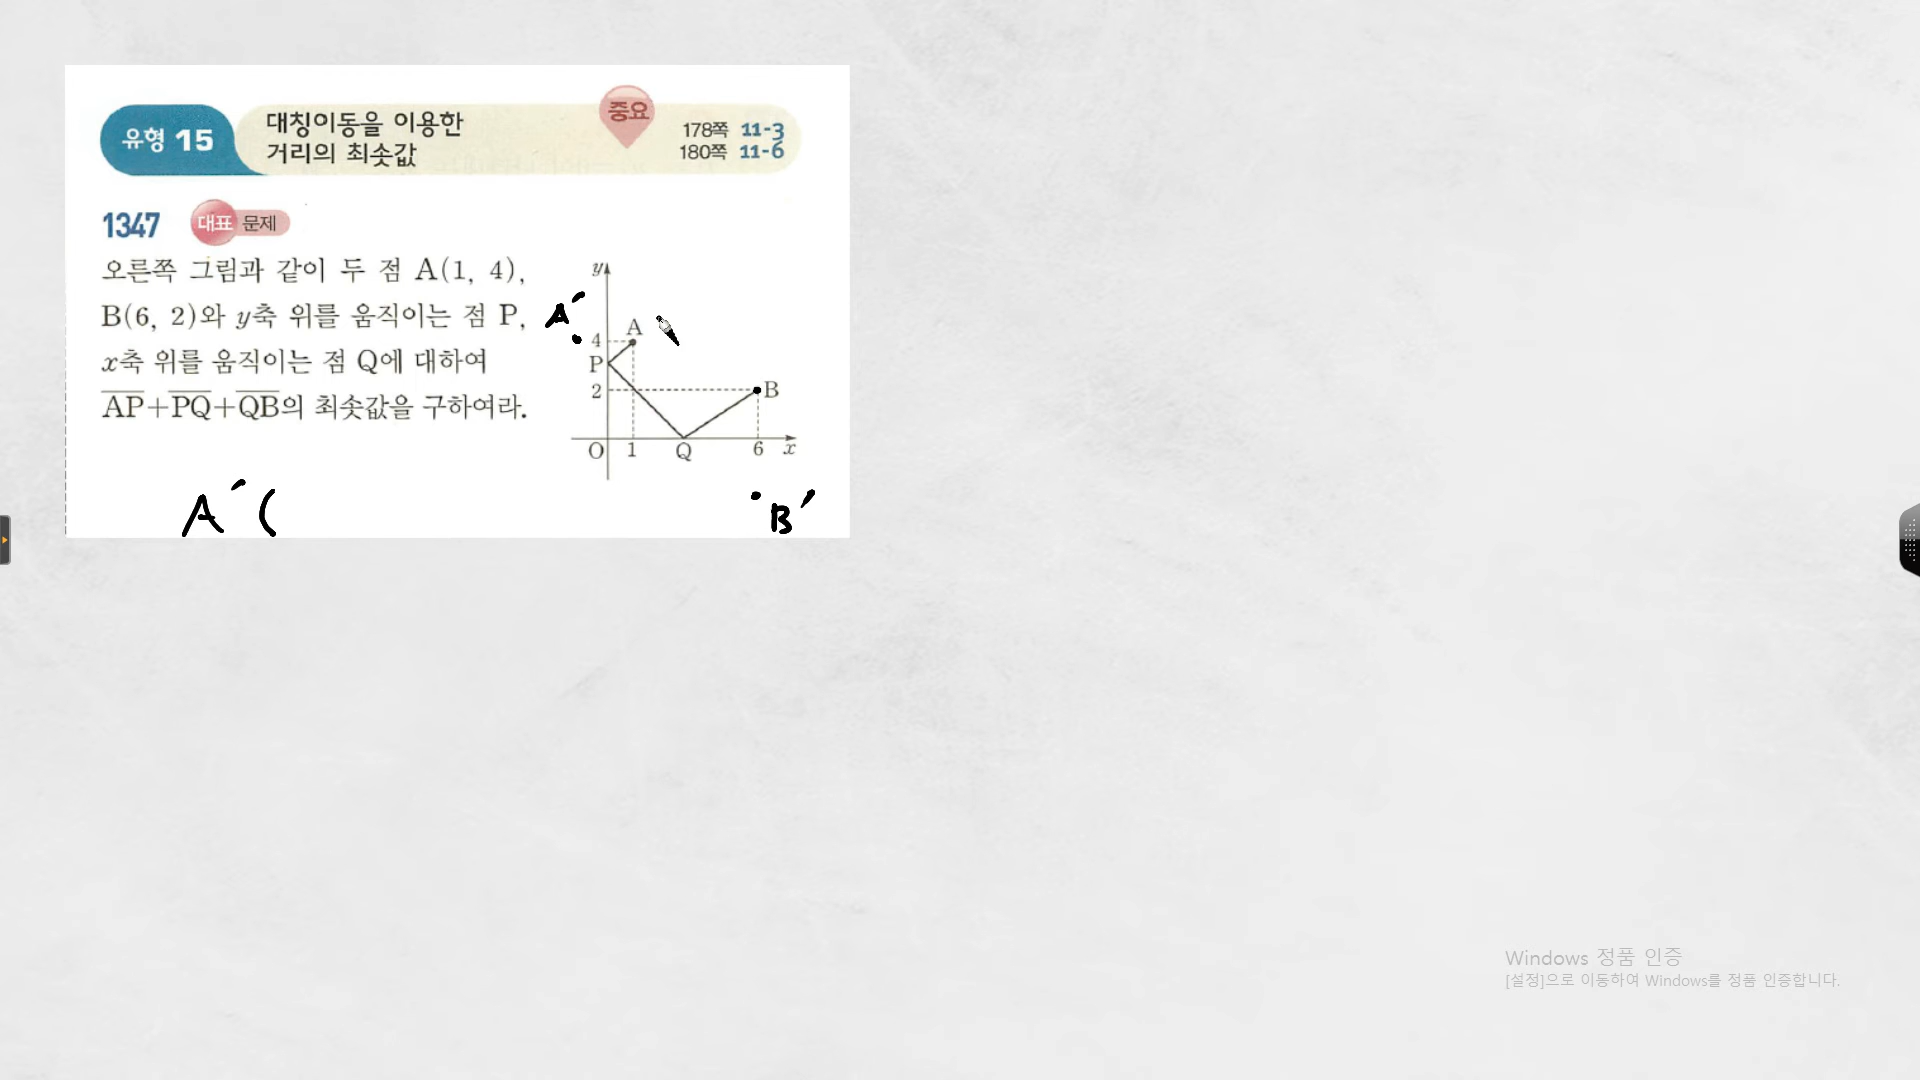 유형 15
대칭이동을 이용한
거리의 최솟값
중요
178쪽 11-3
180쪽 11-6
1347 대표 문제
오른쪽 그림과 같이 두 점 A(1, 4),
B(6, 2)와 y축 위를 움직이는 점 P,
x축 위를 움직이는 점 Q에 대하여
AP+PQ+QB의 최솟값을 구하여라.
y
A′
A
4
P
2
B
O 1 Q 6 x
A′(
B′
Windows 정품 인증
[설정]으로 이동하여 Windows를 정품 인증합니다.